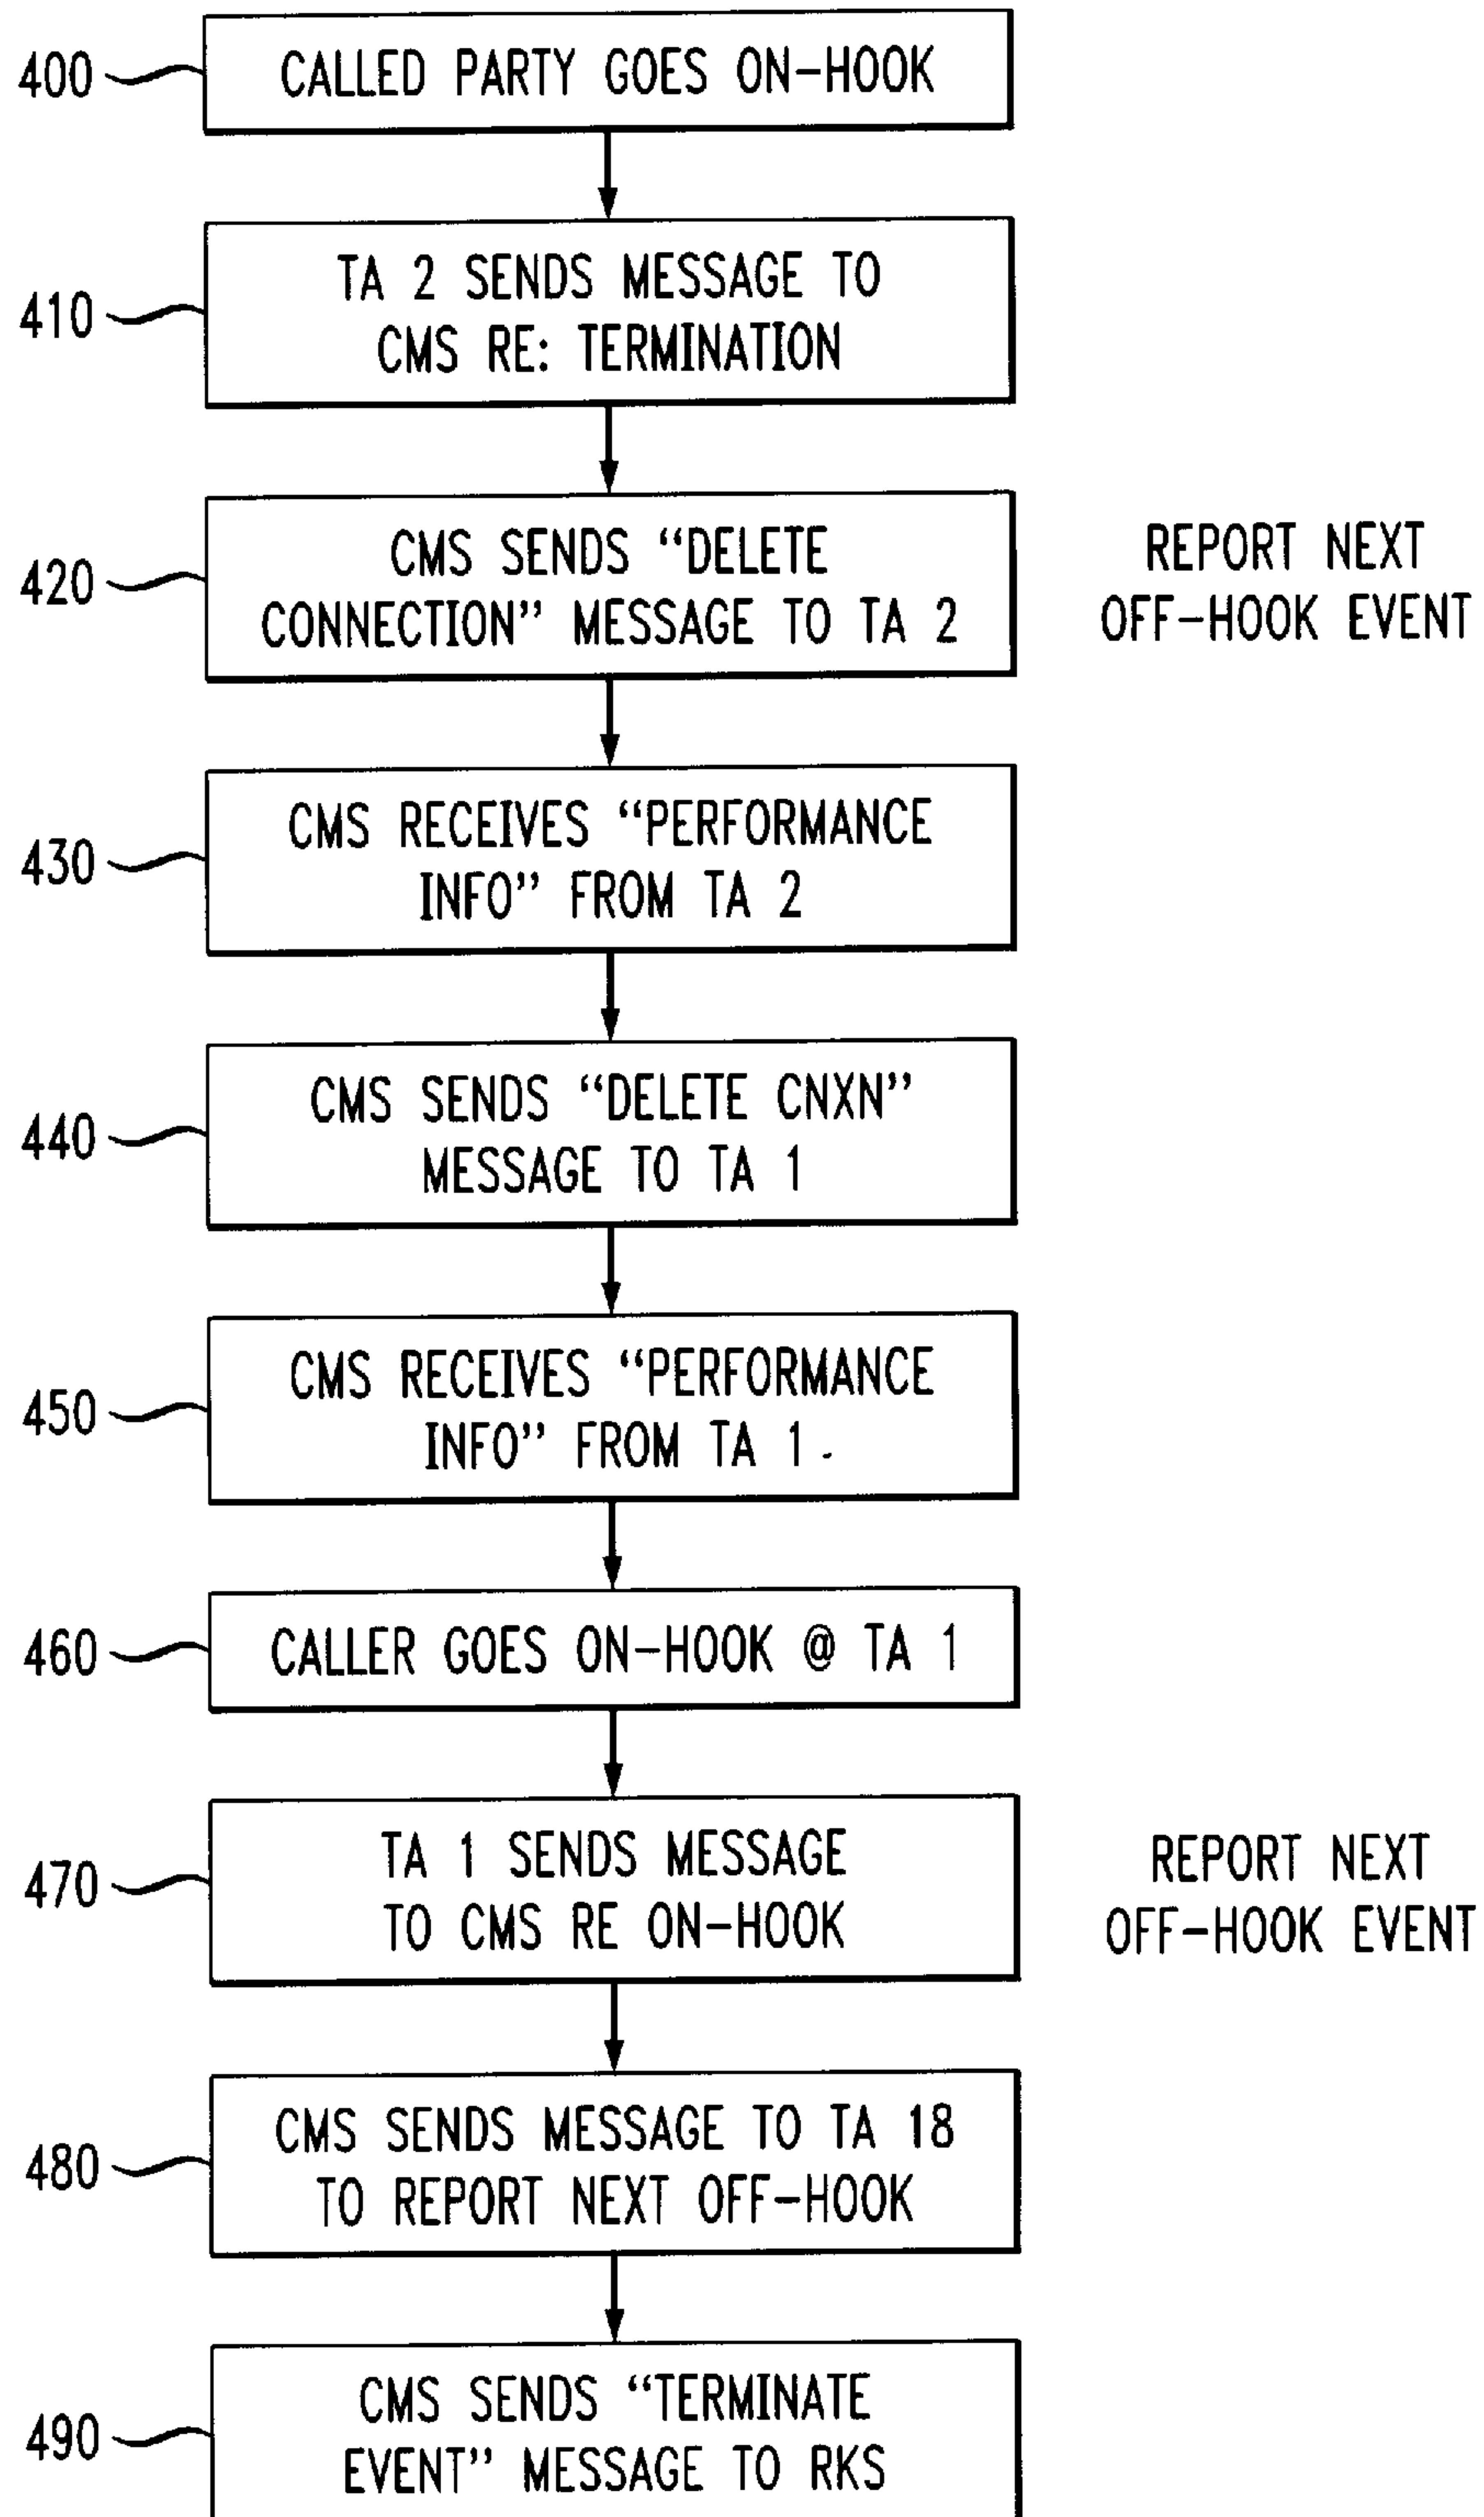 400
CALLED PARTY GOES ON-HOOK
410
TA 2 SENDS MESSAGE TO
CMS RE: TERMINATION
420
CMS SENDS “DELETE
CONNECTION” MESSAGE TO TA 2
REPORT NEXT
OFF-HOOK EVENT
430
CMS RECEIVES “PERFORMANCE
INFO” FROM TA 2
440
CMS SENDS “DELETE CNXN”
MESSAGE TO TA 1
450
CMS RECEIVES “PERFORMANCE
INFO” FROM TA 1.
460
CALLER GOES ON-HOOK @ TA 1
470
TA 1 SENDS MESSAGE
TO CMS RE ON-HOOK
REPORT NEXT
OFF-HOOK EVENT
480
CMS SENDS MESSAGE TO TA 18
TO REPORT NEXT OFF-HOOK
490
CMS SENDS “TERMINATE
EVENT” MESSAGE TO RKS